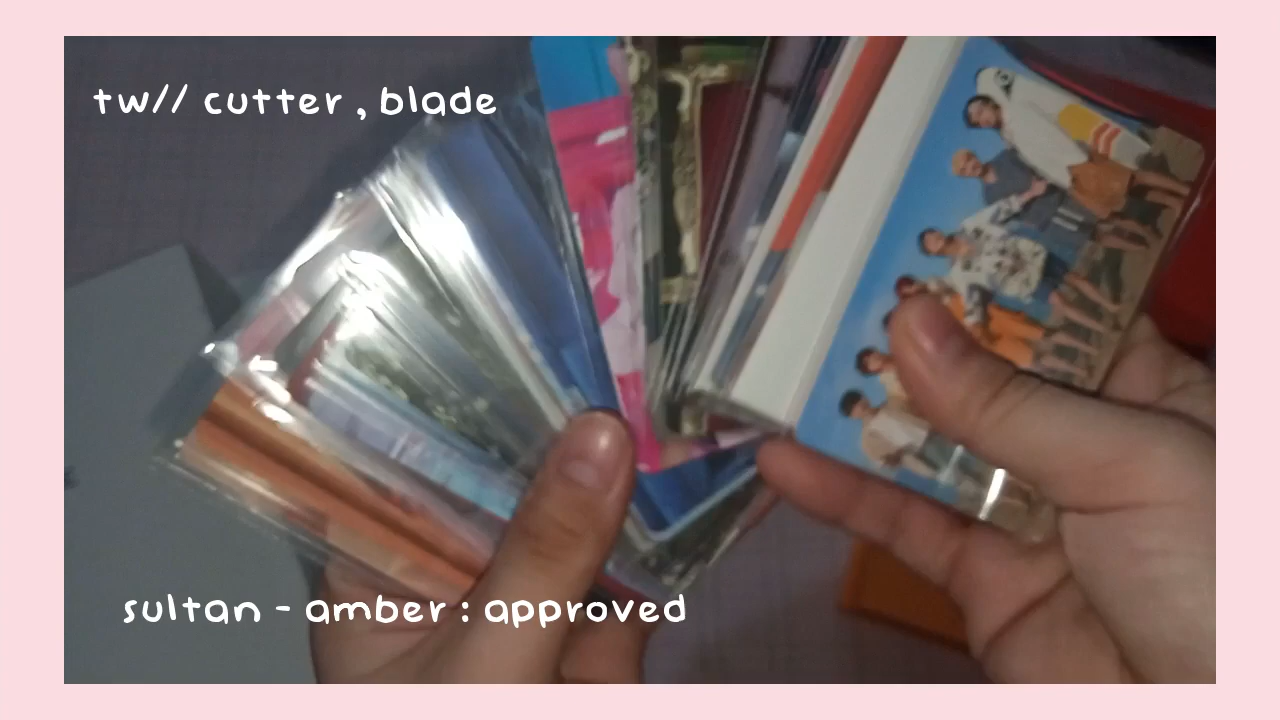 tw// cutter , blade
sultan - amber : approved